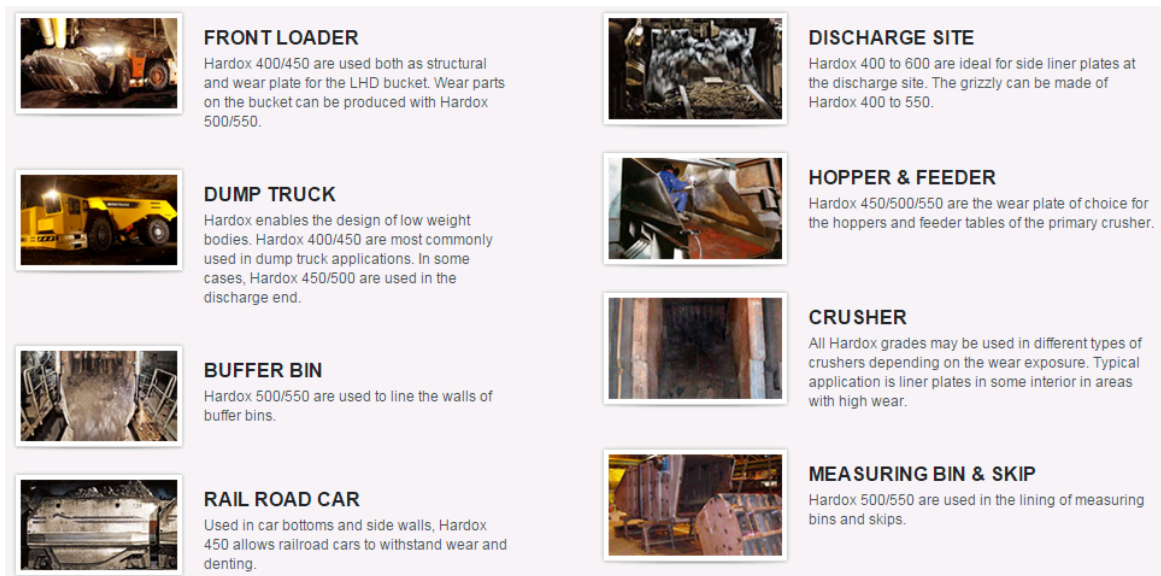 FRONT LOADER
Hardox 400/450 are used both as structural
and wear plate for the LHD bucket. Wear parts
on the bucket can be produced with Hardox
500/550.
DUMP TRUCK
Hardox enables the design of low weight
bodies. Hardox 400/450 are most commonly
used in dump truck applications. In some
cases, Hardox 450/500 are used in the
discharge end.
BUFFER BIN
Hardox 500/550 are used to line the walls of
buffer bins.
RAIL ROAD CAR
Used in car bottoms and side walls, Hardox
450 allows railroad cars to withstand wear and
denting.
DISCHARGE SITE
Hardox 400 to 600 are ideal for side liner plates at
the discharge site. The grizzly can be made of
Hardox 400 to 550.
HOPPER & FEEDER
Hardox 450/500/550 are the wear plate of choice for
the hoppers and feeder tables of the primary crusher.
CRUSHER
All Hardox grades may be used in different types of
crushers depending on the wear exposure. Typical
application is liner plates in some interior in areas
with high wear.
MEASURING BIN & SKIP
Hardox 500/550 are used in the lining of measuring
bins and skips.